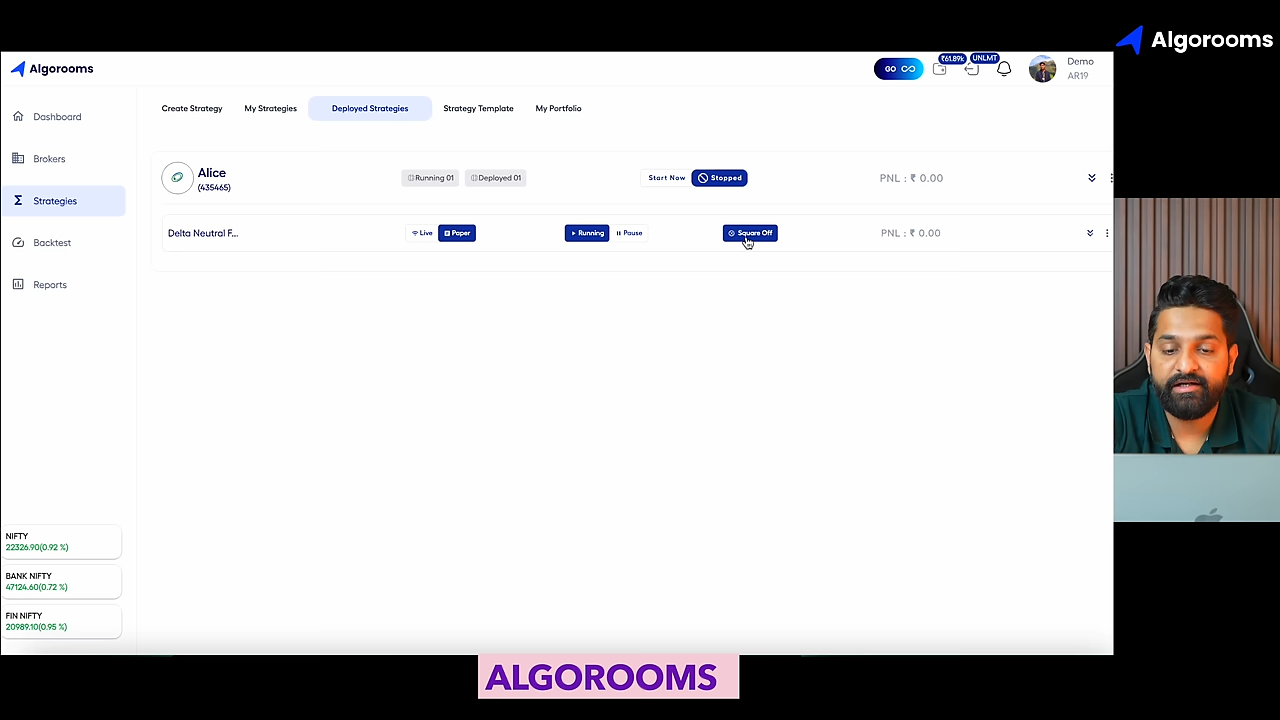 Algorooms
Algorooms
GO
₹61.89k
UNLMT
Demo
AR19
Dashboard
Brokers
Strategies
Backtest
Reports
Create Strategy
My Strategies
Deployed Strategies
Strategy Template
My Portfolio
Alice
(435465)
Running 01
Deployed 01
Start Now
Stopped
PNL : ₹ 0.00
Delta Neutral F...
Live
Paper
Running
Pause
Square Off
PNL : ₹ 0.00
NIFTY
22326.90(0.92 %)
BANK NIFTY
47124.60(0.72 %)
FIN NIFTY
20989.10(0.95 %)
ALGOROOMS